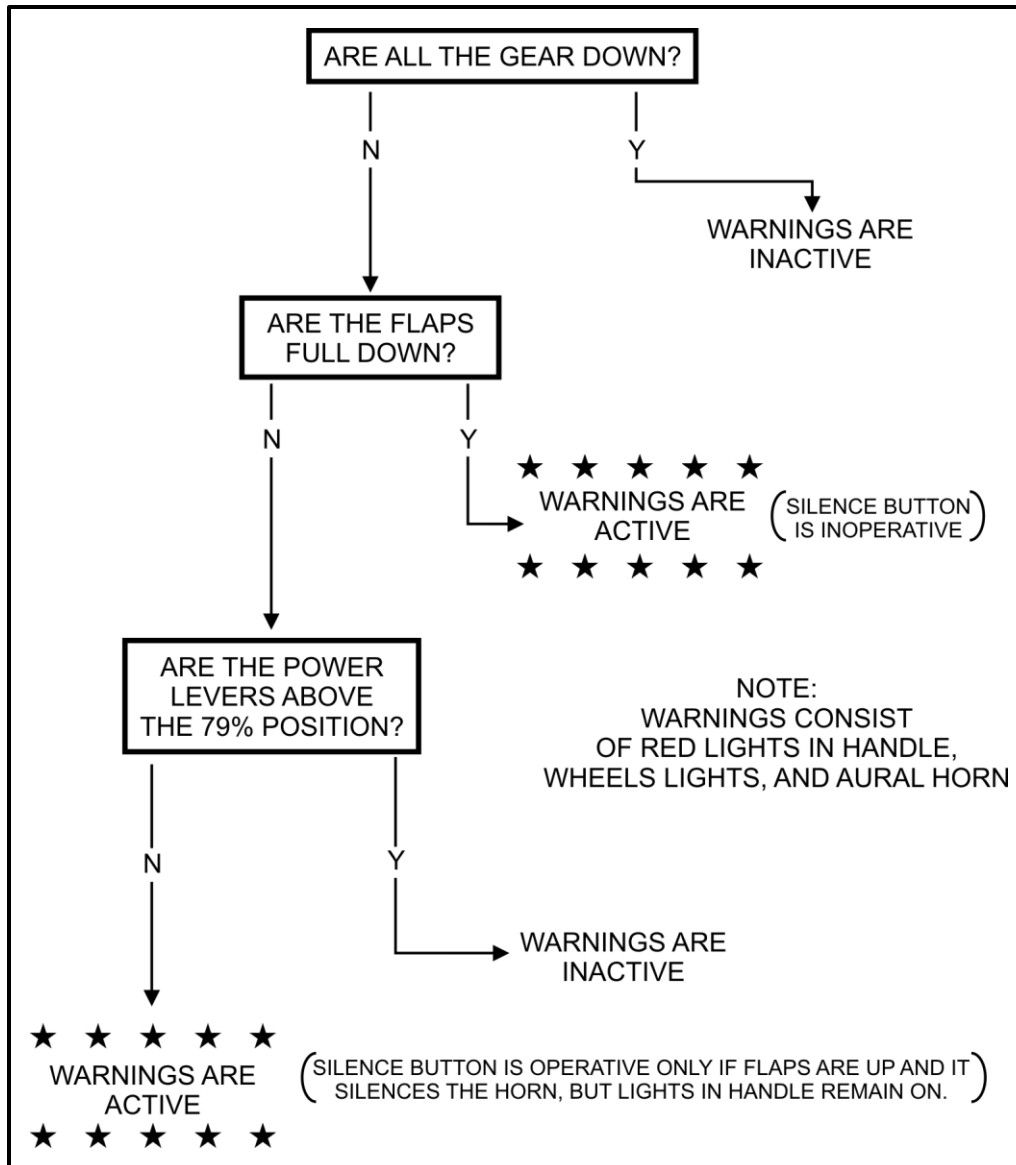 ARE ALL THE GEAR DOWN?
N
Y
WARNINGS ARE
INACTIVE
ARE THE FLAPS
FULL DOWN?
N
Y
WARNINGS ARE
ACTIVE
(SILENCE BUTTON
IS INOPERATIVE)
ARE THE POWER
LEVERS ABOVE
THE 79% POSITION?
NOTE:
WARNINGS CONSIST
OF RED LIGHTS IN HANDLE,
WHEELS LIGHTS, AND AURAL HORN
N
Y
WARNINGS ARE
INACTIVE
WARNINGS ARE
ACTIVE
(SILENCE BUTTON IS OPERATIVE ONLY IF FLAPS ARE UP AND IT
SILENCES THE HORN, BUT LIGHTS IN HANDLE REMAIN ON.)